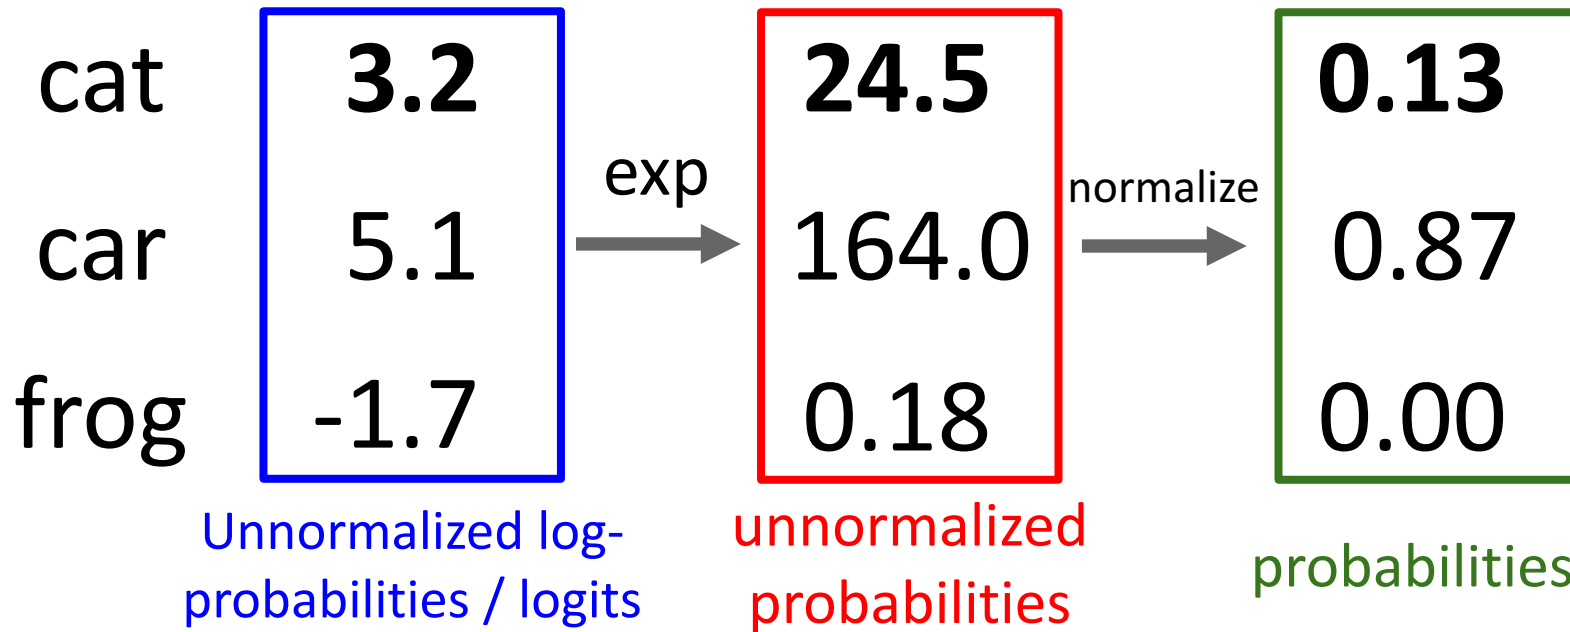 cat 3.2 24.5 0.13
exp normalize
car 5.1 164.0 0.87
frog -1.7 0.18 0.00
Unnormalized log-
probabilities / logits
unnormalized
probabilities
probabilities